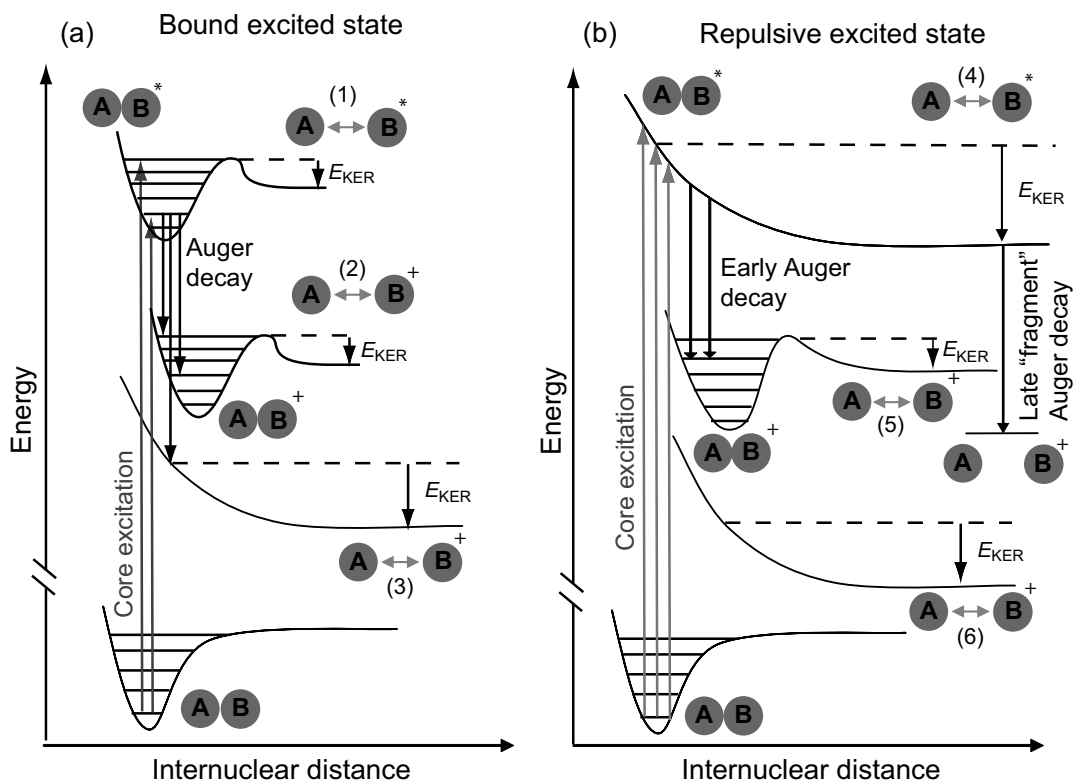 (a)
Bound excited state
A B *
(1)
A B *
E KER
Auger
decay
(2)
A B +
E KER
A B +
Core excitation
E KER
A B +
(3)
A B
Energy
Internuclear distance
(b)
Repulsive excited state
A B *
(4)
A B *
E KER
Early Auger
decay
Late "fragment"
Auger decay
E KER
A B +
(5)
A B +
A B +
Core excitation
E KER
A B +
(6)
A B
Energy
Internuclear distance